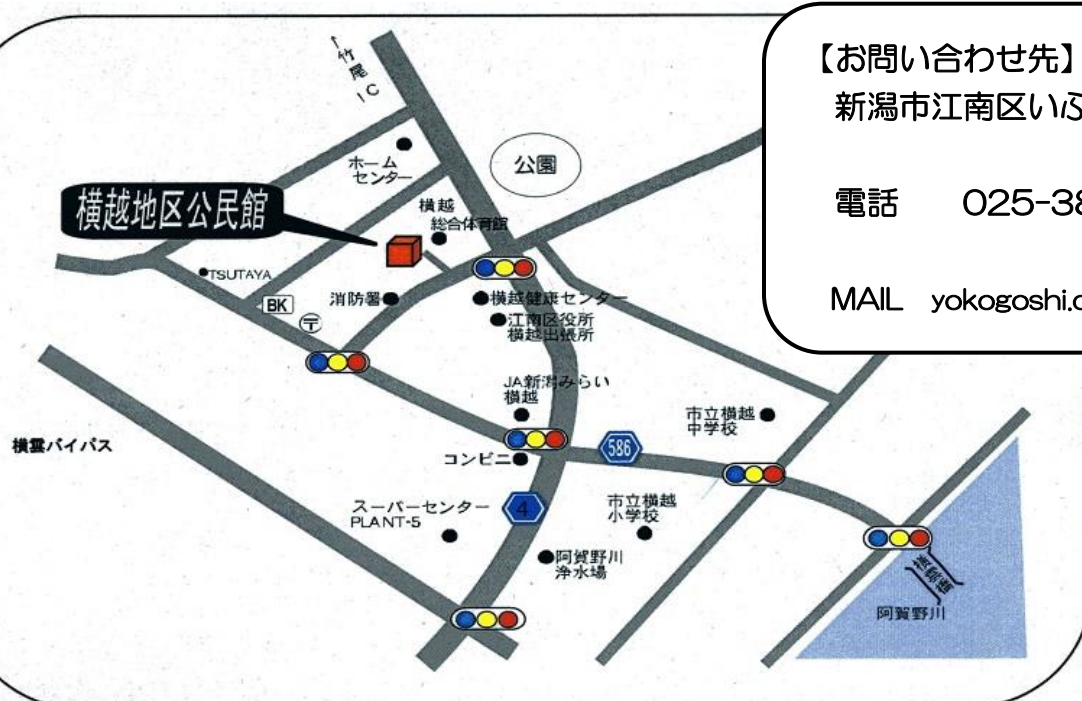 ↑竹尾IC
【お問い合わせ先】
新潟市江南区いぶ
電話 025-38
MAIL yokogoshi.c
ホーム
センター
公園
横越地区公民館
横越
総合体育館
TSUTAYA
BK
〒
消防署
横越健康センター
江南区役所
横越出張所
JA新潟みらい
横越
市立横越
中学校
横雲バイパス
コンビニ
586
スーパーセンター
PLANT-5
4
市立横越
小学校
阿賀野川
浄水場
横雲橋
阿賀野川